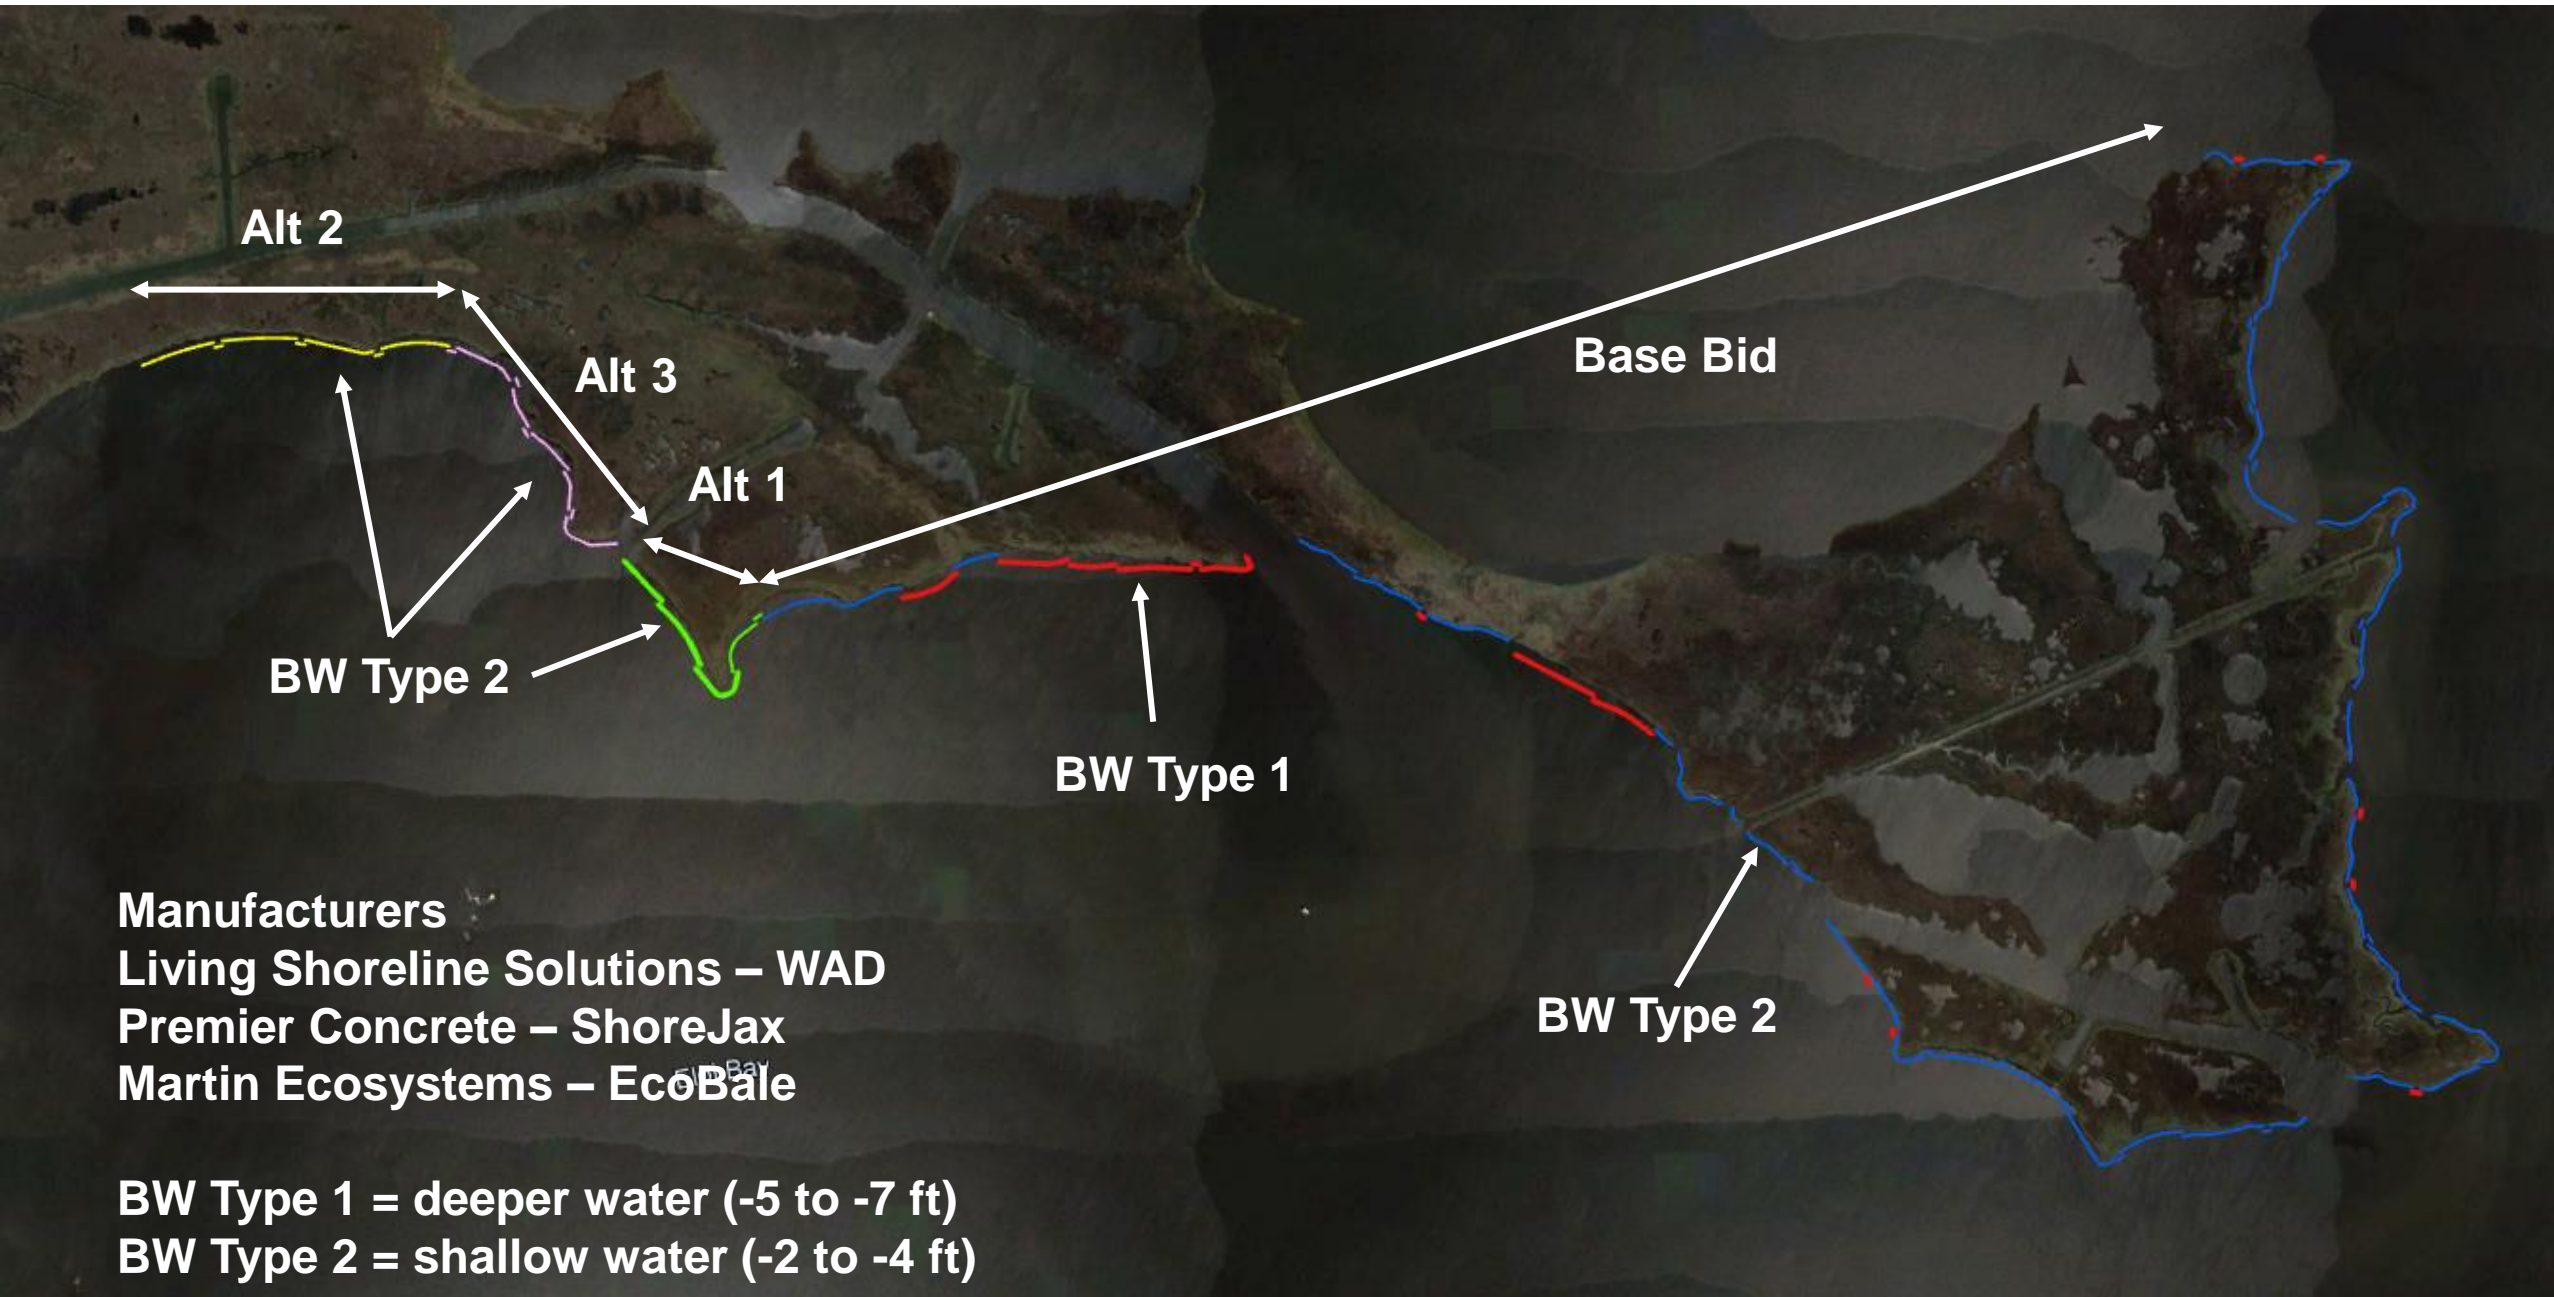 Alt 2
Alt 3
Base Bid
Alt 1
BW Type 2
BW Type 1
Manufacturers
Living Shoreline Solutions – WAD
Premier Concrete – ShoreJax
Martin Ecosystems – EcoBale
BW Type 2
BW Type 1 = deeper water (-5 to -7 ft)
BW Type 2 = shallow water (-2 to -4 ft)